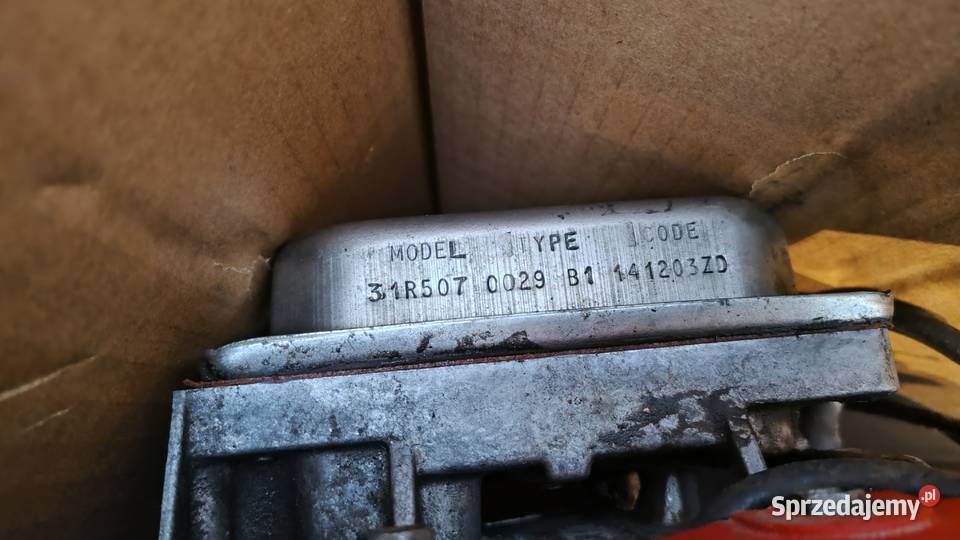 MODEL TYPE CODE
31R507 0029 B1 141203ZD
Sprzedajemy.pl